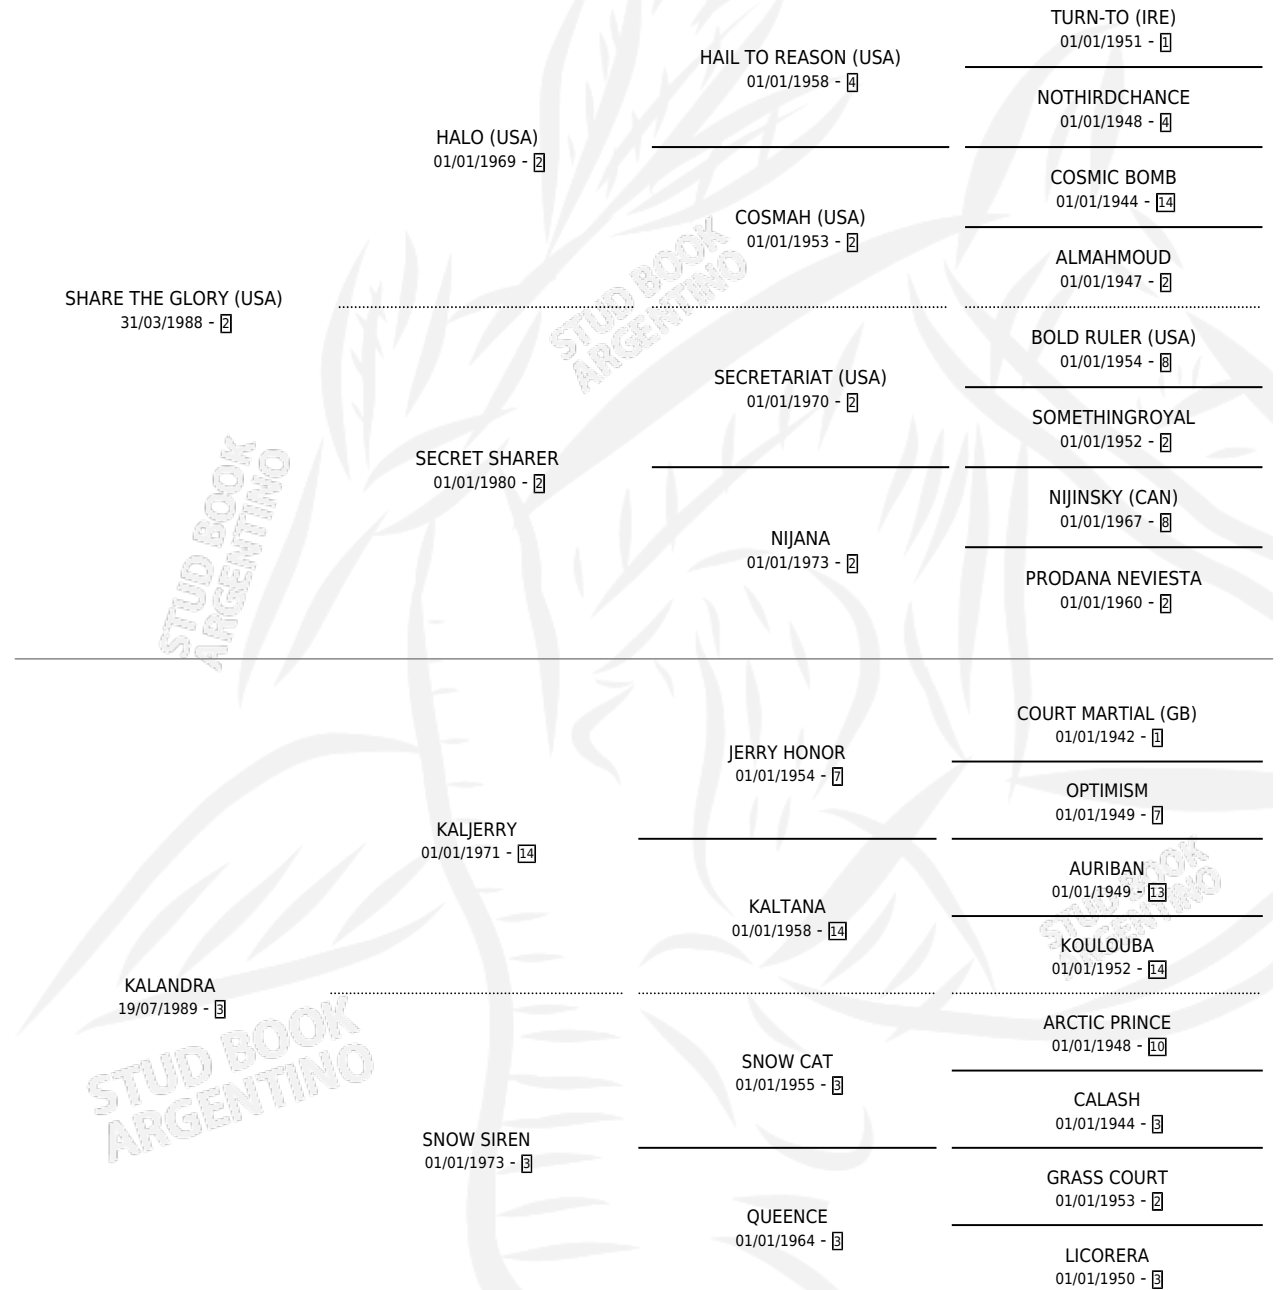 TURN-TO (IRE)
01/01/1951 - 1
HAIL TO REASON (USA)
01/01/1958 - 4
NOTHIRDCHANCE
01/01/1948 - 4
HALO (USA)
01/01/1969 - 2
COSMIC BOMB
01/01/1944 - 14
COSMAH (USA)
01/01/1953 - 2
ALMAHMOUD
01/01/1947 - 2
SHARE THE GLORY (USA)
31/03/1988 - 2
BOLD RULER (USA)
01/01/1954 - 8
SECRETARIAT (USA)
01/01/1970 - 2
SOMETHINGROYAL
01/01/1952 - 2
SECRET SHARER
01/01/1980 - 2
NIJINSKY (CAN)
01/01/1967 - 8
NIJANA
01/01/1973 - 2
PRODANA NEVIESTA
01/01/1960 - 2
COURT MARTIAL (GB)
01/01/1942 - 1
JERRY HONOR
01/01/1954 - 7
OPTIMISM
01/01/1949 - 7
KALJERRY
01/01/1971 - 14
AURIBAN
01/01/1949 - 13
KALTANA
01/01/1958 - 14
KOULOUBA
01/01/1952 - 14
KALANDRA
19/07/1989 - 3
ARCTIC PRINCE
01/01/1948 - 10
SNOW CAT
01/01/1955 - 3
CALASH
01/01/1944 - 3
SNOW SIREN
01/01/1973 - 3
GRASS COURT
01/01/1953 - 2
QUEENCE
01/01/1964 - 3
LICORERA
01/01/1950 - 3
STUD BOOK
ARGENTINO
STUD BOOK
ARGENTINO
STUD BOOK
ARGENTINO
STUD BOOK
ARGENTINO